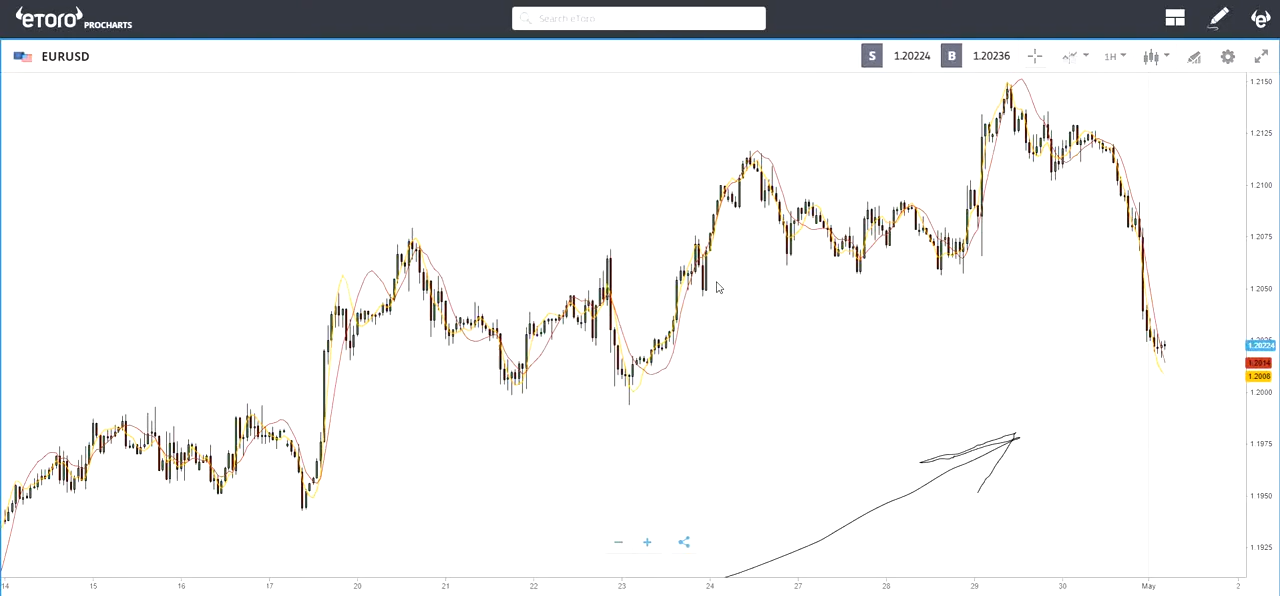 eToro PROCHARTS
Search eToro
EURUSD
S 1.20224 B 1.20236 1H
1.2150
1.2125
1.2100
1.2075
1.2050
1.2025
1.20224
1.2014
1.2008
1.2000
1.1975
1.1950
1.1925
14 15 16 17 20 21 22 23 24 27 28 29 30 May 2